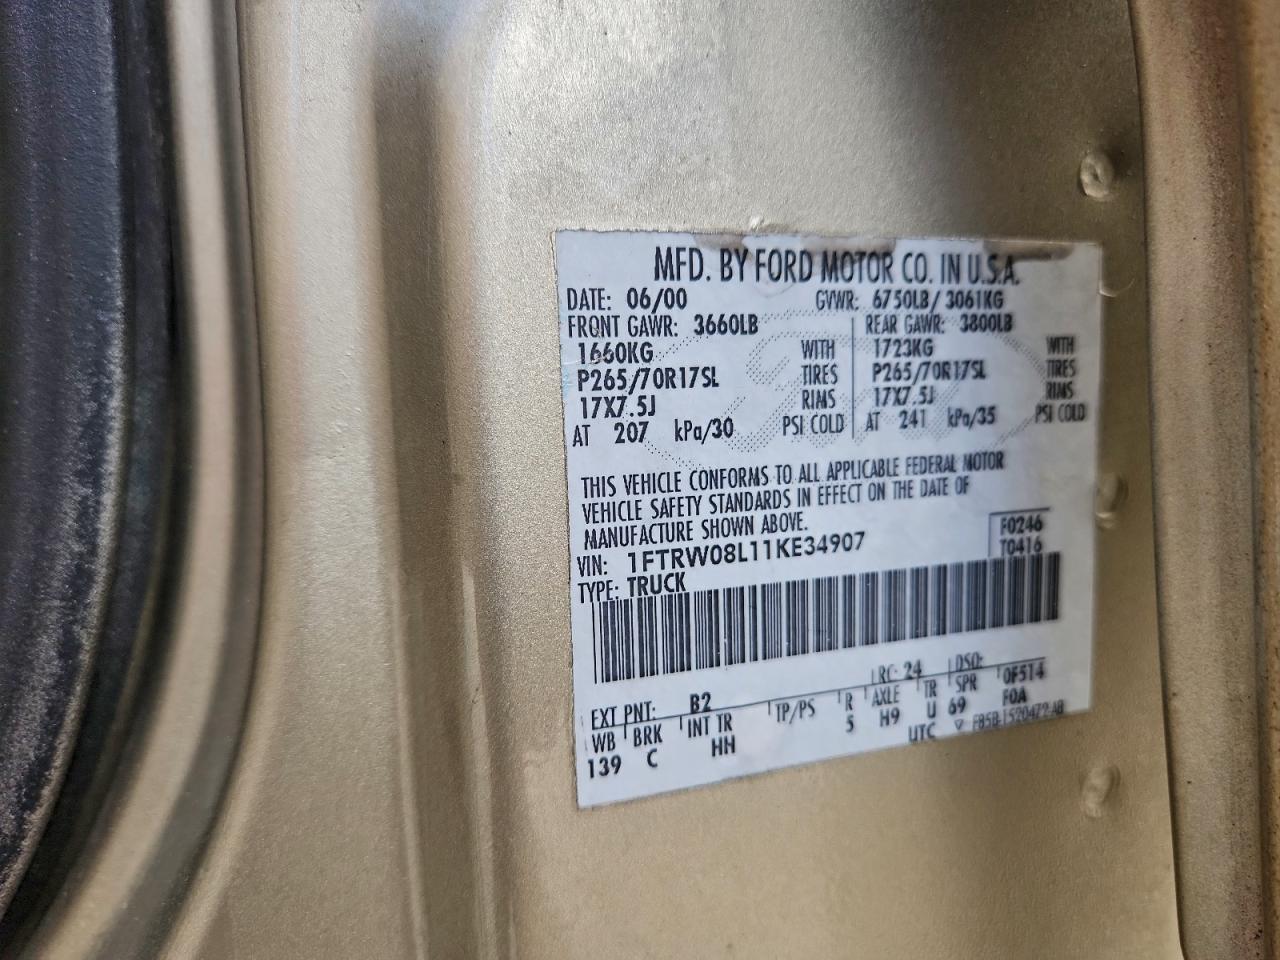 MFD. BY FORD MOTOR CO. IN U.S.A.
DATE: 06/00 GVWR: 6750LB/ 3061KG
FRONT GAWR: 3660LB REAR GAWR: 3800LB
1660KG WITH 1723KG WITH
P265/70R17SL TIRES P265/70R17SL TIRES
17X7.5J RIMS 17X7.5J RIMS
AT 207 kPa/30 PSI COLD AT 241 kPa/35 PSI COLD
THIS VEHICLE CONFORMS TO ALL APPLICABLE FEDERAL MOTOR
VEHICLE SAFETY STANDARDS IN EFFECT ON THE DATE OF
MANUFACTURE SHOWN ABOVE.
F0246
VIN: 1FTRW08L11KE34907 T0416
TYPE: TRUCK
EXT PNT: B2 RC: 24 DSO:
WB BRK INT TR TP/PS R AXLE TR SPR 0F514
139 C HH 5 H9 U 69 F0A
UTC F85B-1520472-AB